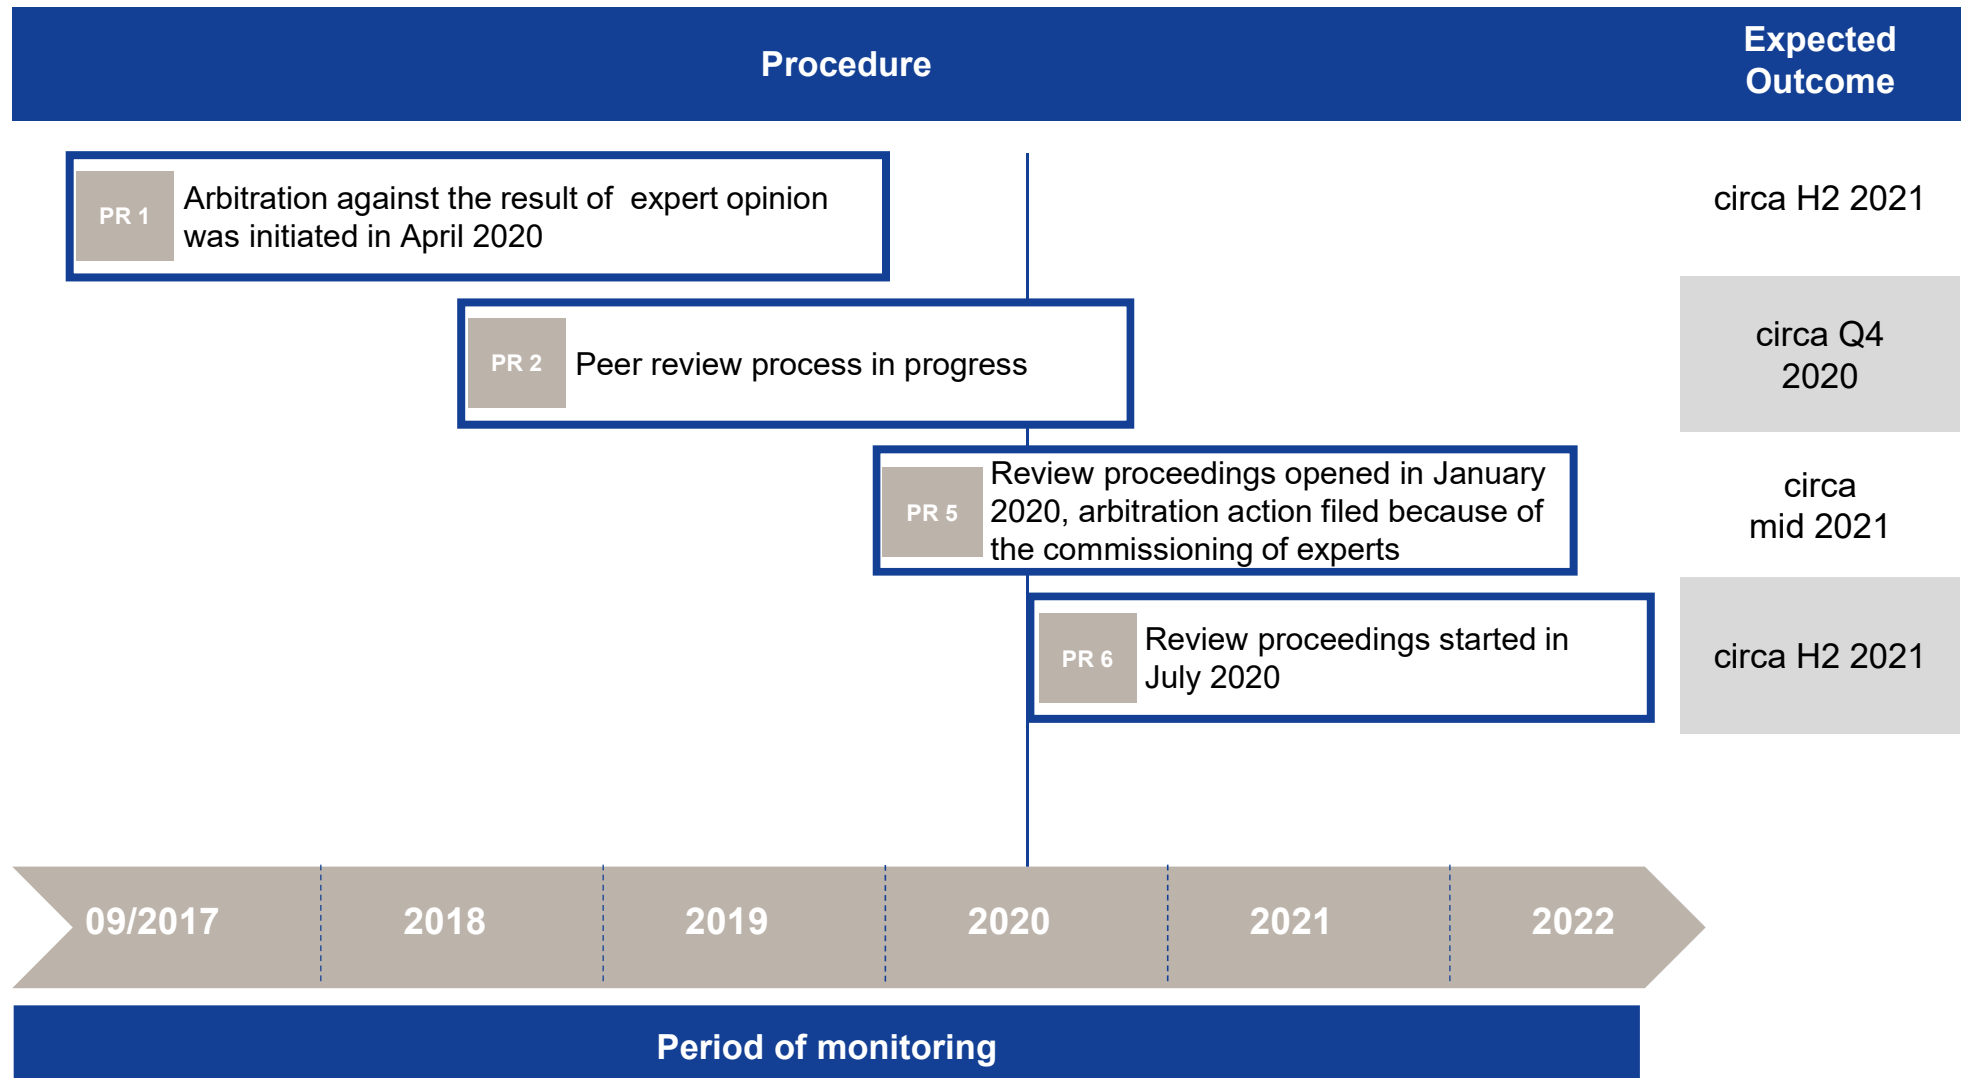 Procedure
Expected
Outcome
PR 1
Arbitration against the result of  expert opinion
was initiated in April 2020
circa H2 2021
PR 2
Peer review process in progress
circa Q4
2020
PR 5
Review proceedings opened in January
2020, arbitration action filed because of
the commissioning of experts
circa
mid 2021
PR 6
Review proceedings started in
July 2020
circa H2 2021
09/2017
2018
2019
2020
2021
2022
Period of monitoring